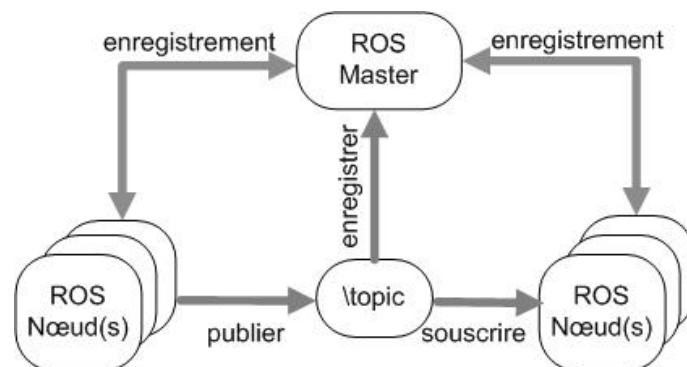 enregistrement
ROS
Master
enregistrement
enregistrer
ROS
Nœud(s)
publier
\topic
souscrire
ROS
Nœud(s)